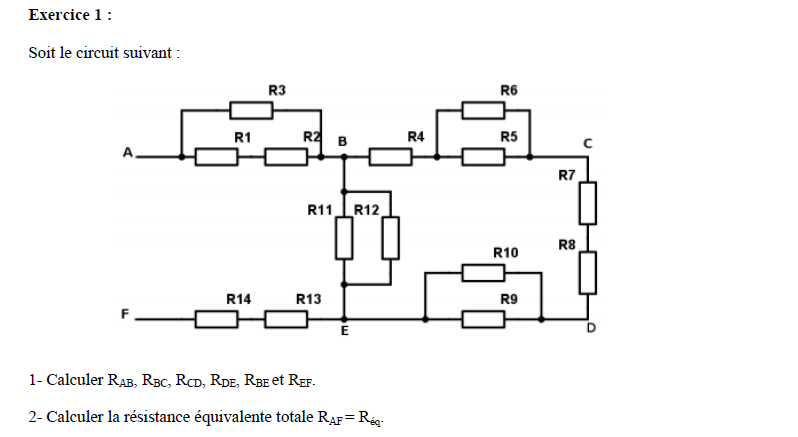 Exercice 1 :
Soit le circuit suivant :
R3 R6
R1 R2 B R4 R5 C
A
R7
R11 R12
R10 R8
R14 R13 R9
F
E D
1- Calculer RAB, RBC, RCD, RDE, RBE et REF.
2- Calculer la résistance équivalente totale RAF = Réq.